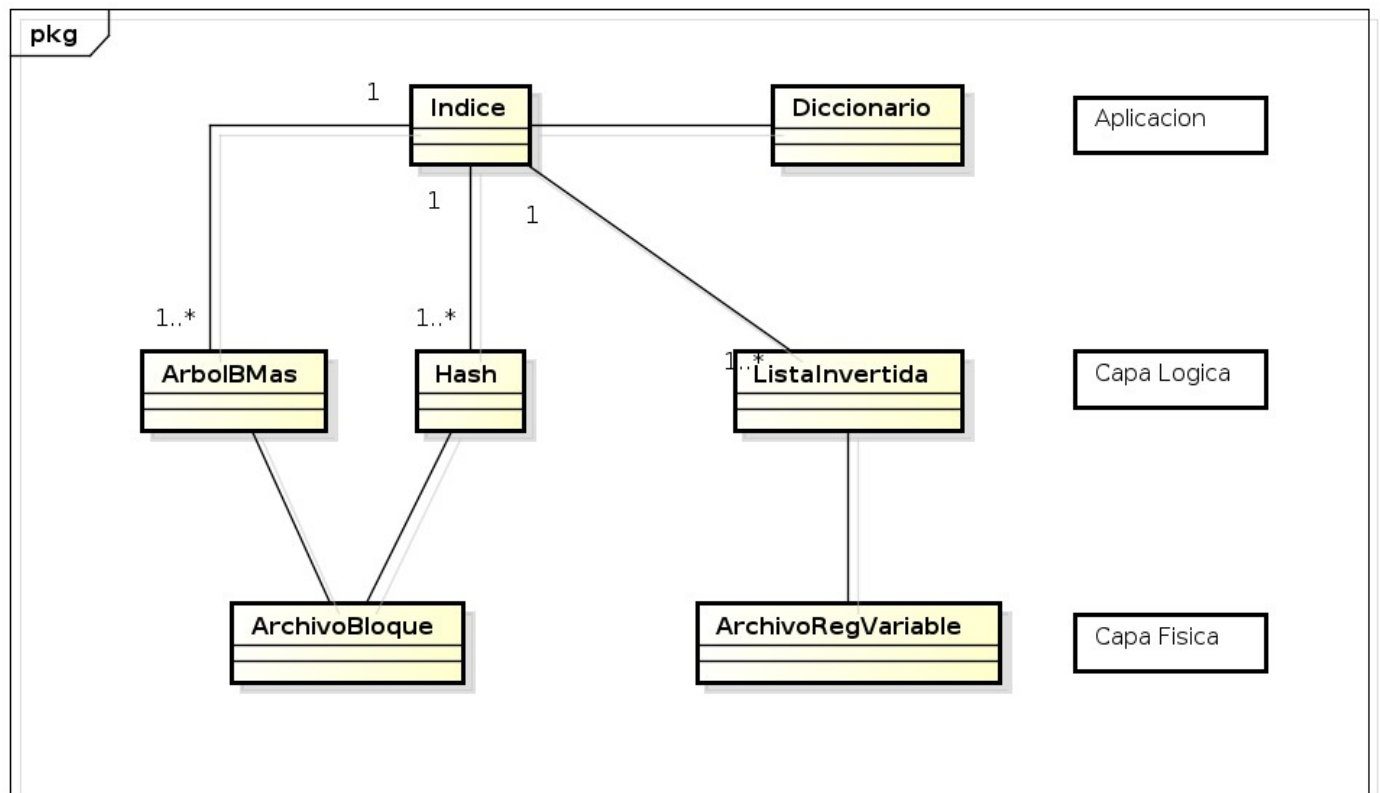 pkg
1
Indice
Diccionario
Aplicacion
1
1
1..*
1..*
1..*
ArbolBMas
Hash
ListaInvertida
Capa Logica
ArchivoBloque
ArchivoRegVariable
Capa Fisica